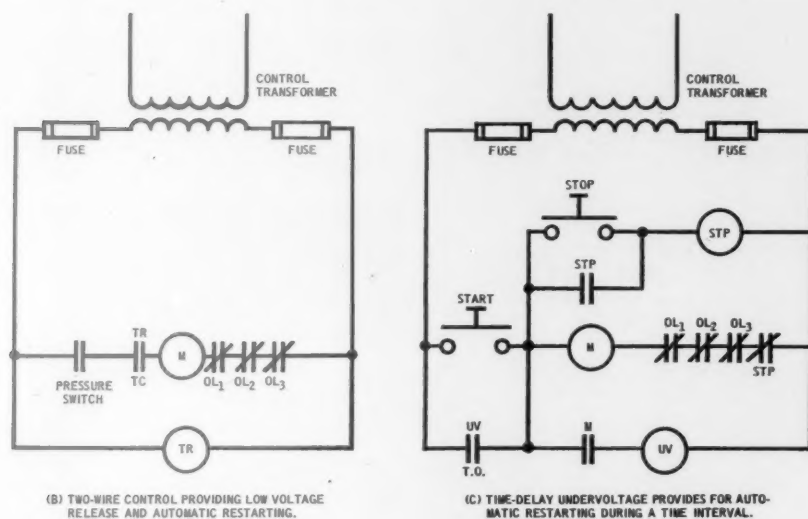 CONTROL
TRANSFORMER
FUSE
FUSE
TR
M
TC
OL1
OL2
OL3
PRESSURE
SWITCH
TR
(B) TWO-WIRE CONTROL PROVIDING LOW VOLTAGE
RELEASE AND AUTOMATIC RESTARTING.
CONTROL
TRANSFORMER
FUSE
FUSE
STOP
STP
STP
START
M
OL1
OL2
OL3
STP
UV
T.O.
M
UV
(C) TIME-DELAY UNDERVOLTAGE PROVIDES FOR AUTO-
MATIC RESTARTING DURING A TIME INTERVAL.